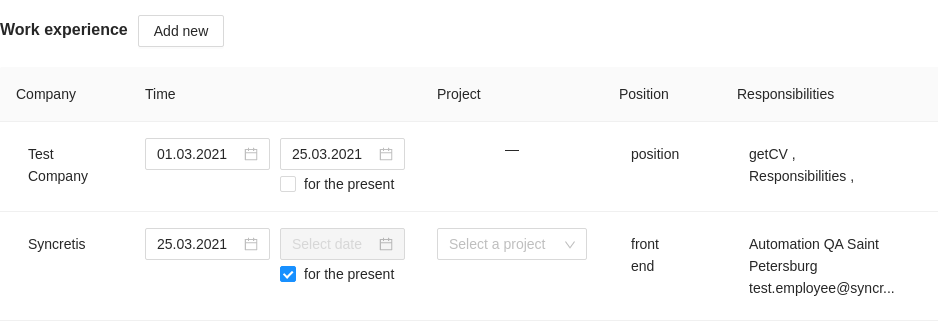 Work experience Add new
Company Time Project Position Responsibilities
Test 01.03.2021 25.03.2021 — position getCV ,
Company Responsibilities ,
for the present
Syncretis 25.03.2021 Select date Select a project front Automation QA Saint
end Petersburg
for the present
test.employee@syncr...